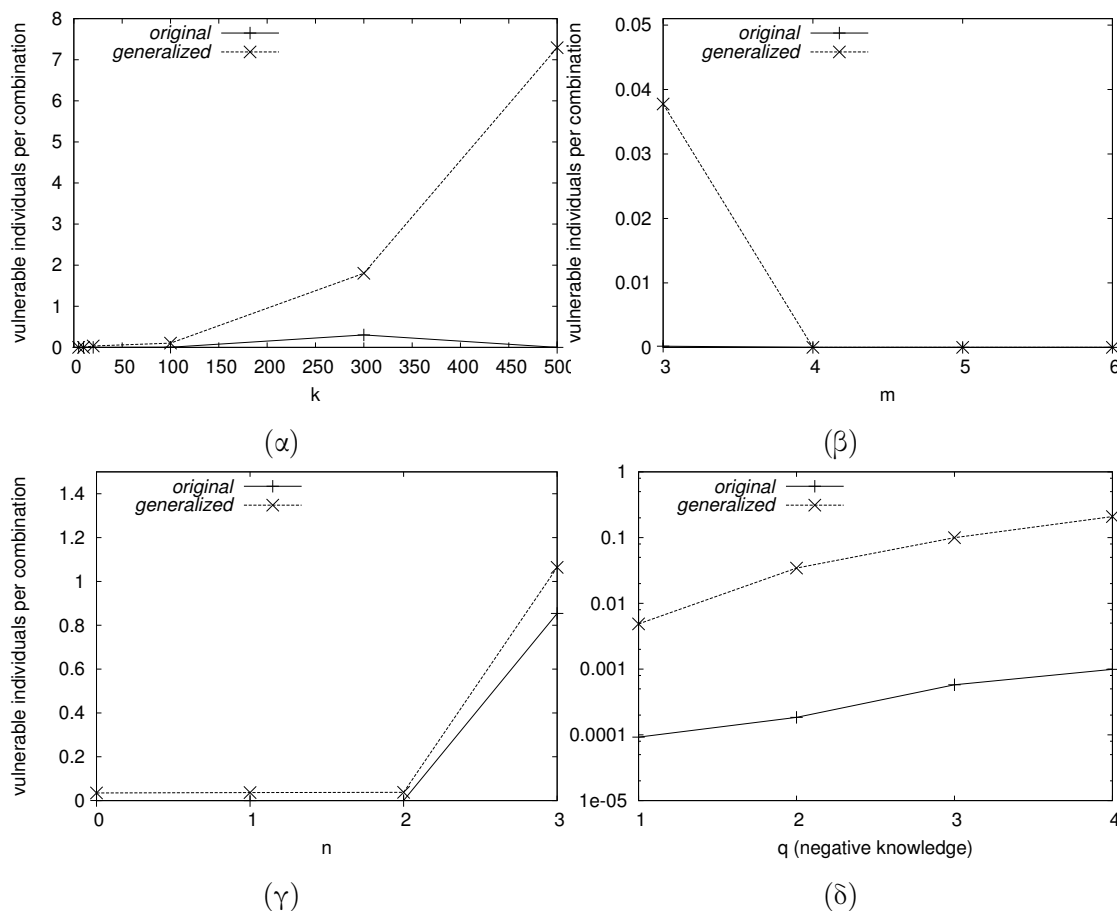 vulnerable individuals per combination
8
7
6
5
4
3
2
1
0
original
generalized
0 50 100 150 200 250 300 350 400 450 500
k
(α)
vulnerable individuals per combination
0.05
0.04
0.03
0.02
0.01
0
original
generalized
3 4 5 6
m
(β)
vulnerable individuals per combination
1.4
1.2
1
0.8
0.6
0.4
0.2
0
original
generalized
0 1 2 3
n
(γ)
1
0.1
0.01
0.001
0.0001
1e-05
original
generalized
1 2 3 4
q (negative knowledge)
(δ)